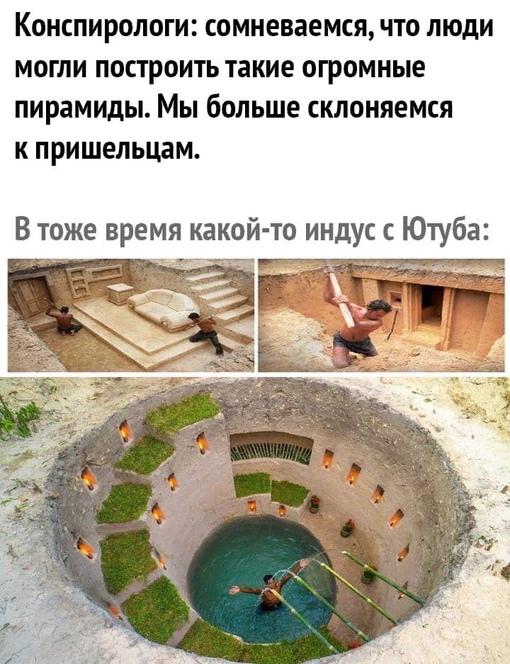 Конспирологи: сомневаемся, что люди
могли построить такие огромные
пирамиды. Мы больше склоняемся
к пришельцам.
В тоже время какой-то индус с Ютуба: